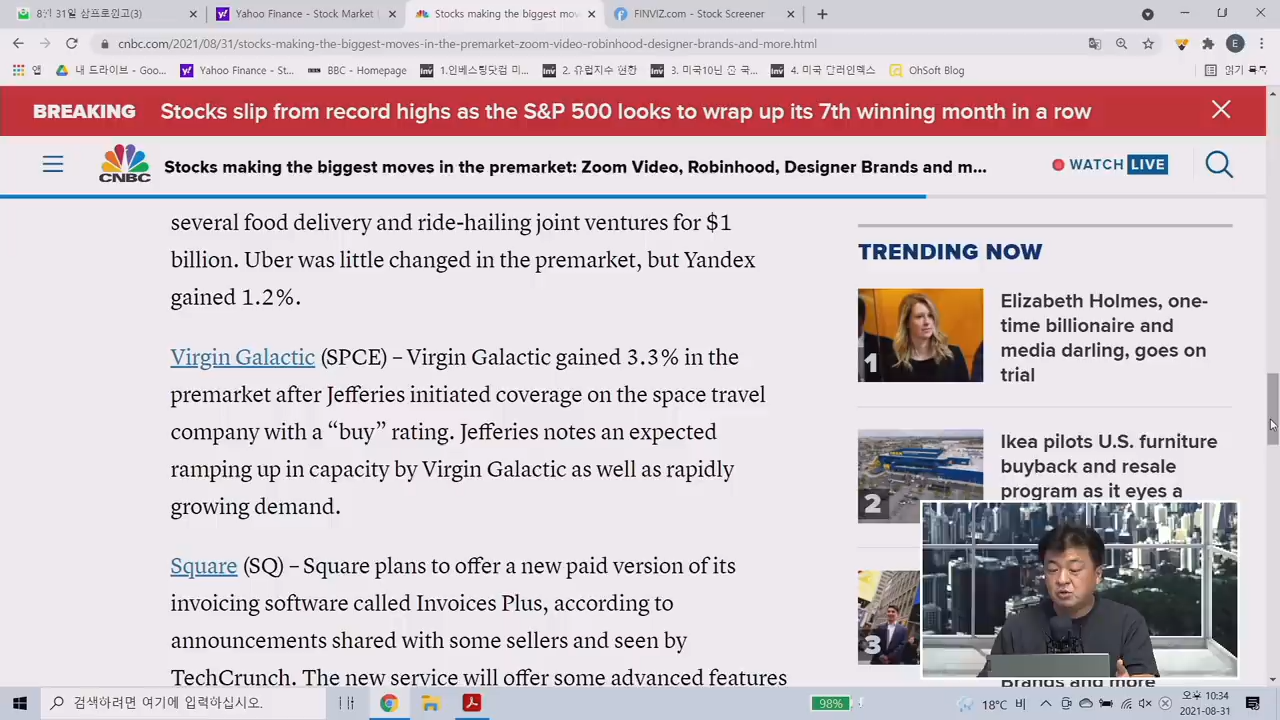 8월 31일 삼프로원고(3)
Yahoo Finance - Stock Market L
Stocks making the biggest mov
FINVIZ.com - Stock Screener
cnbc.com/2021/08/31/stocks-making-the-biggest-moves-in-the-premarket-zoom-video-robinhood-designer-brands-and-more.html
앱
내 드라이브 - Goo...
Yahoo Finance - St...
BBC - Homepage
1.인베스팅닷컴 미...
2. 유럽지수 현황
3. 미국10년 준 국...
4. 미국 달러인덱스
OhSoft Blog
읽기 목록
BREAKING Stocks slip from record highs as the S&P 500 looks to wrap up its 7th winning month in a row
CNBC
Stocks making the biggest moves in the premarket: Zoom Video, Robinhood, Designer Brands and m...
WATCH LIVE
several food delivery and ride-hailing joint ventures for $1
billion. Uber was little changed in the premarket, but Yandex
gained 1.2%.
Virgin Galactic (SPCE) – Virgin Galactic gained 3.3% in the
premarket after Jefferies initiated coverage on the space travel
company with a “buy” rating. Jefferies notes an expected
ramping up in capacity by Virgin Galactic as well as rapidly
growing demand.
Square (SQ) – Square plans to offer a new paid version of its
invoicing software called Invoices Plus, according to
announcements shared with some sellers and seen by
TechCrunch. The new service will offer some advanced features
TRENDING NOW
1
Elizabeth Holmes, one-
time billionaire and
media darling, goes on
trial
2
Ikea pilots U.S. furniture
buyback and resale
program as it eyes a
3
Brands and more
검색하려면 여기에 입력하십시오.
98%
18°C 비
오후 10:34
2021-08-31